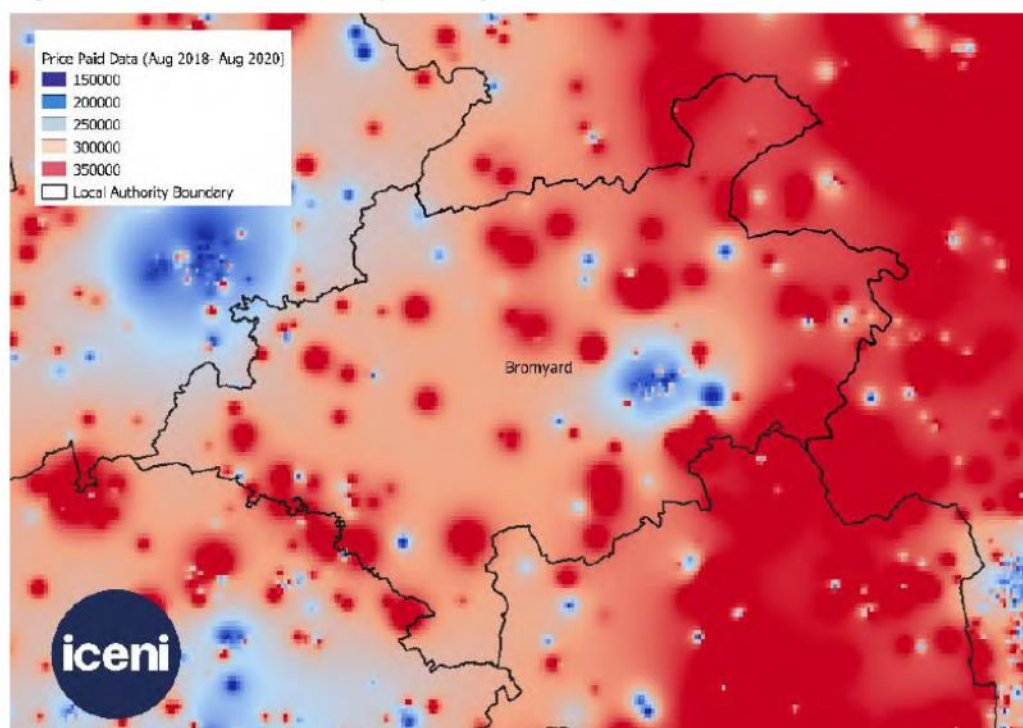 Price Paid Data (Aug 2018- Aug 2020)
150000
200000
250000
300000
350000
Local Authority Boundary
Bromyard
iceni